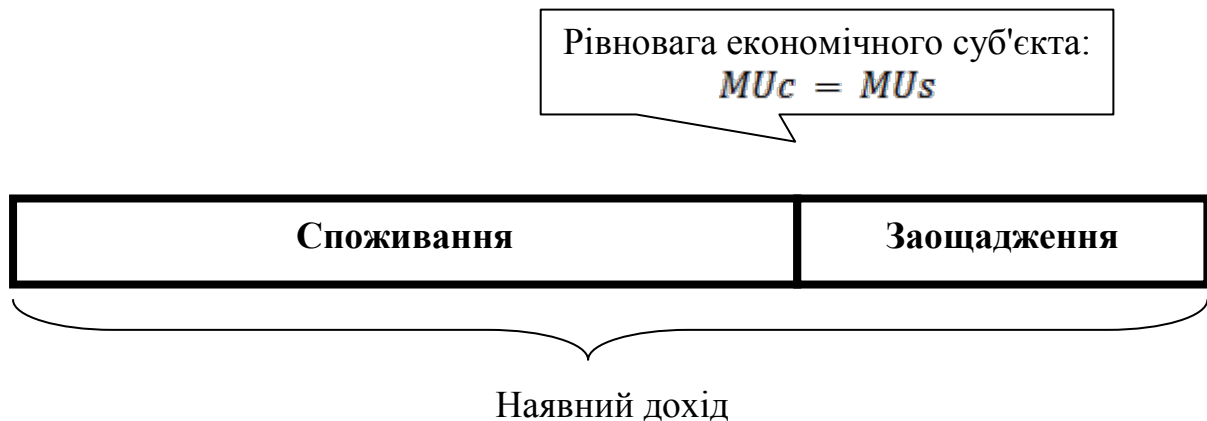 Рівновага економічного суб'єкта:
MUc = MUs
Споживання
Заощадження
Наявний дохід